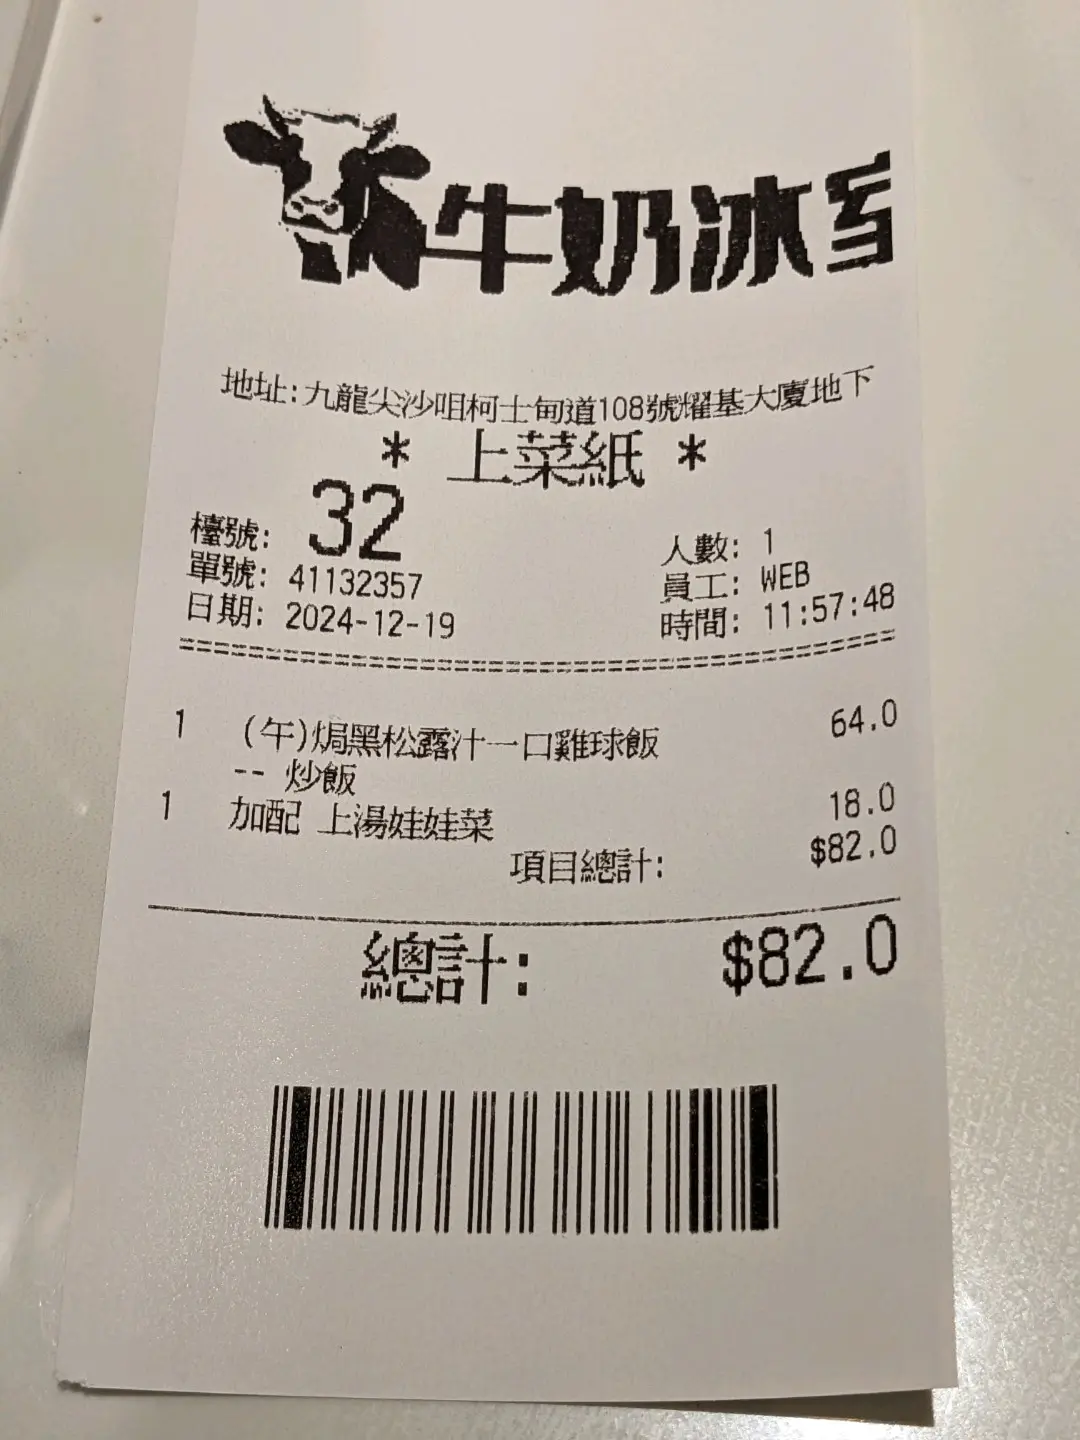 牛奶冰室
地址:九龍尖沙咀柯士甸道108號耀基大廈地下
* 上菜紙 *
檯號: 32 人數: 1
單號: 41132357 員工: WEB
日期: 2024-12-19 時間: 11:57:48
1 (午)焗黑松露汁一口雞球飯 64.0
-- 炒飯
1 加配 上湯娃娃菜 18.0
項目總計: $82.0
總計: $82.0